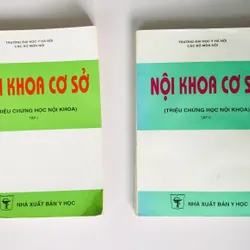 TRƯỜNG ĐẠI HỌC Y HÀ NỘI
CÁC BỘ MÔN NỘI
I KHOA CƠ SỞ
RIỆU CHỨNG HỌC NỘI KHOA)
TẬP I
NHÀ XUẤT BẢN Y HỌC
TRƯỜNG ĐẠI HỌC Y HÀ NỘI
CÁC BỘ MÔN NỘI
NỘI KHOA CƠ S
(TRIỆU CHỨNG HỌC NỘI KHOA)
NHÀ XUẤT BẢN Y HỌC